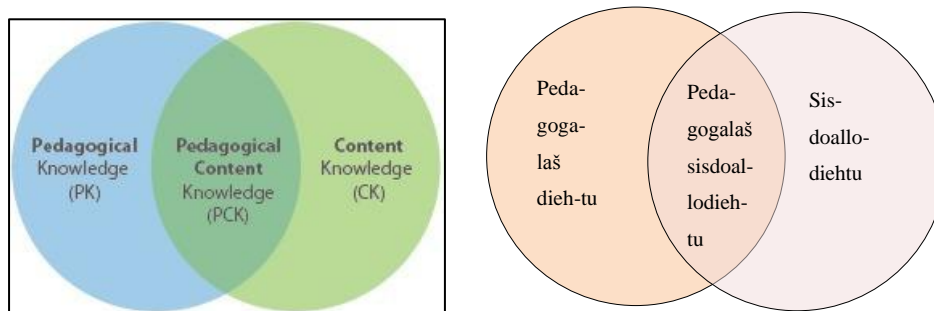 Pedagogical
Knowledge
(PK)
Pedagogical
Content
Knowledge
(PCK)
Content
Knowledge
(CK)
Peda-
goga-
laš
dieh-tu
Peda-
gogalaš
sisdoal-
lodieh-
tu
Sis-
doallo-
diehtu